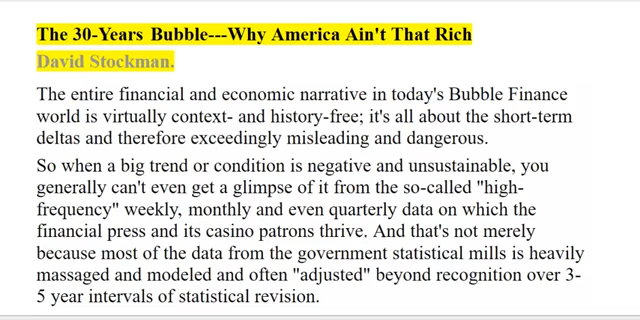 The 30-Years Bubble---Why America Ain't That Rich
David Stockman.
The entire financial and economic narrative in today's Bubble Finance
world is virtually context- and history-free; it's all about the short-term
deltas and therefore exceedingly misleading and dangerous.
So when a big trend or condition is negative and unsustainable, you
generally can't even get a glimpse of it from the so-called "high-
frequency" weekly, monthly and even quarterly data on which the
financial press and its casino patrons thrive. And that's not merely
because most of the data from the government statistical mills is heavily
massaged and modeled and often "adjusted" beyond recognition over 3-
5 year intervals of statistical revision.